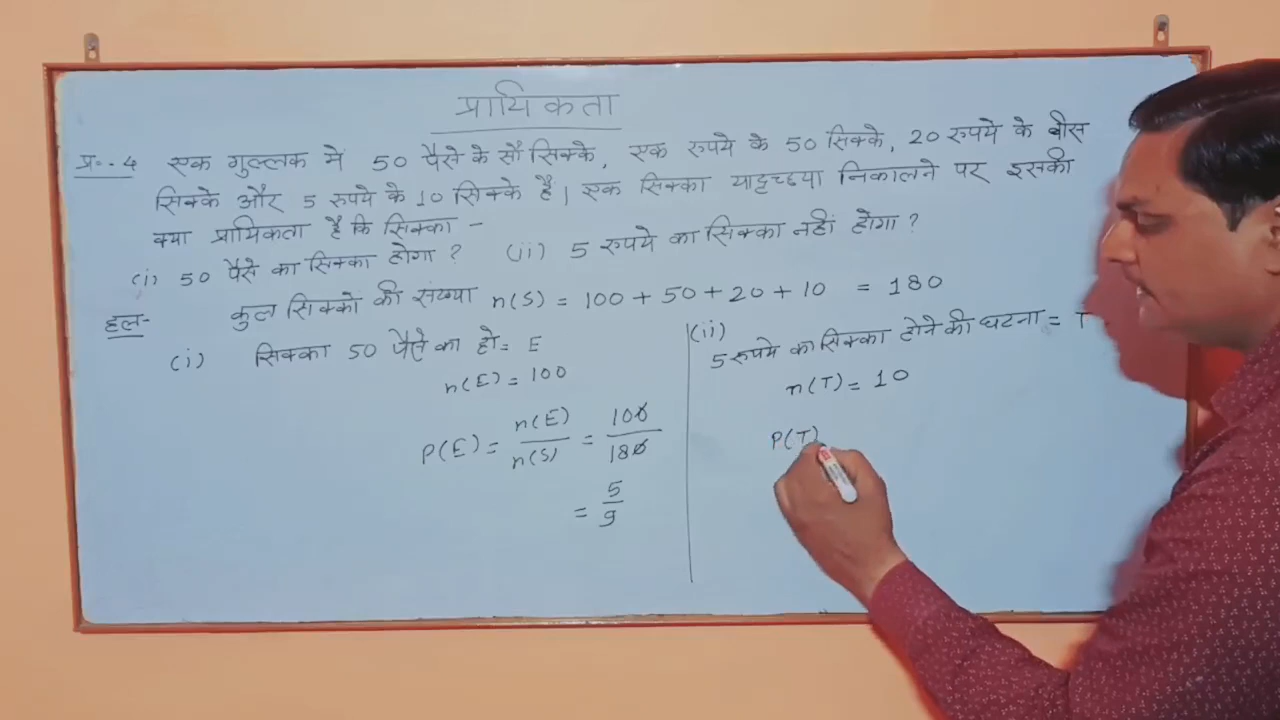 प्रायिकता
प्र०.4 एक गुल्लक में 50 पैसे के सौ सिक्के, एक रुपये के 50 सिक्के, 20 रुपये के बीस
सिक्के और 5 रुपये के 10 सिक्के हैं। एक सिक्का यादृच्छया निकालने पर इसकी
क्या प्रायिकता है कि सिक्का -
(i) 50 पैसे का सिक्का होगा ? (ii) 5 रुपये का सिक्का नहीं होगा ?
हल- कुल सिक्को की संख्या n(S) = 100 + 50 + 20 + 10 = 180
(i) सिक्का 50 पैसे का हो = E
n(E) = 100
P(E) = n(E)/n(S) = 100/180
= 5/9
(ii)
5 रुपये का सिक्का होने की घटना = T
n(T) = 10
P(T)